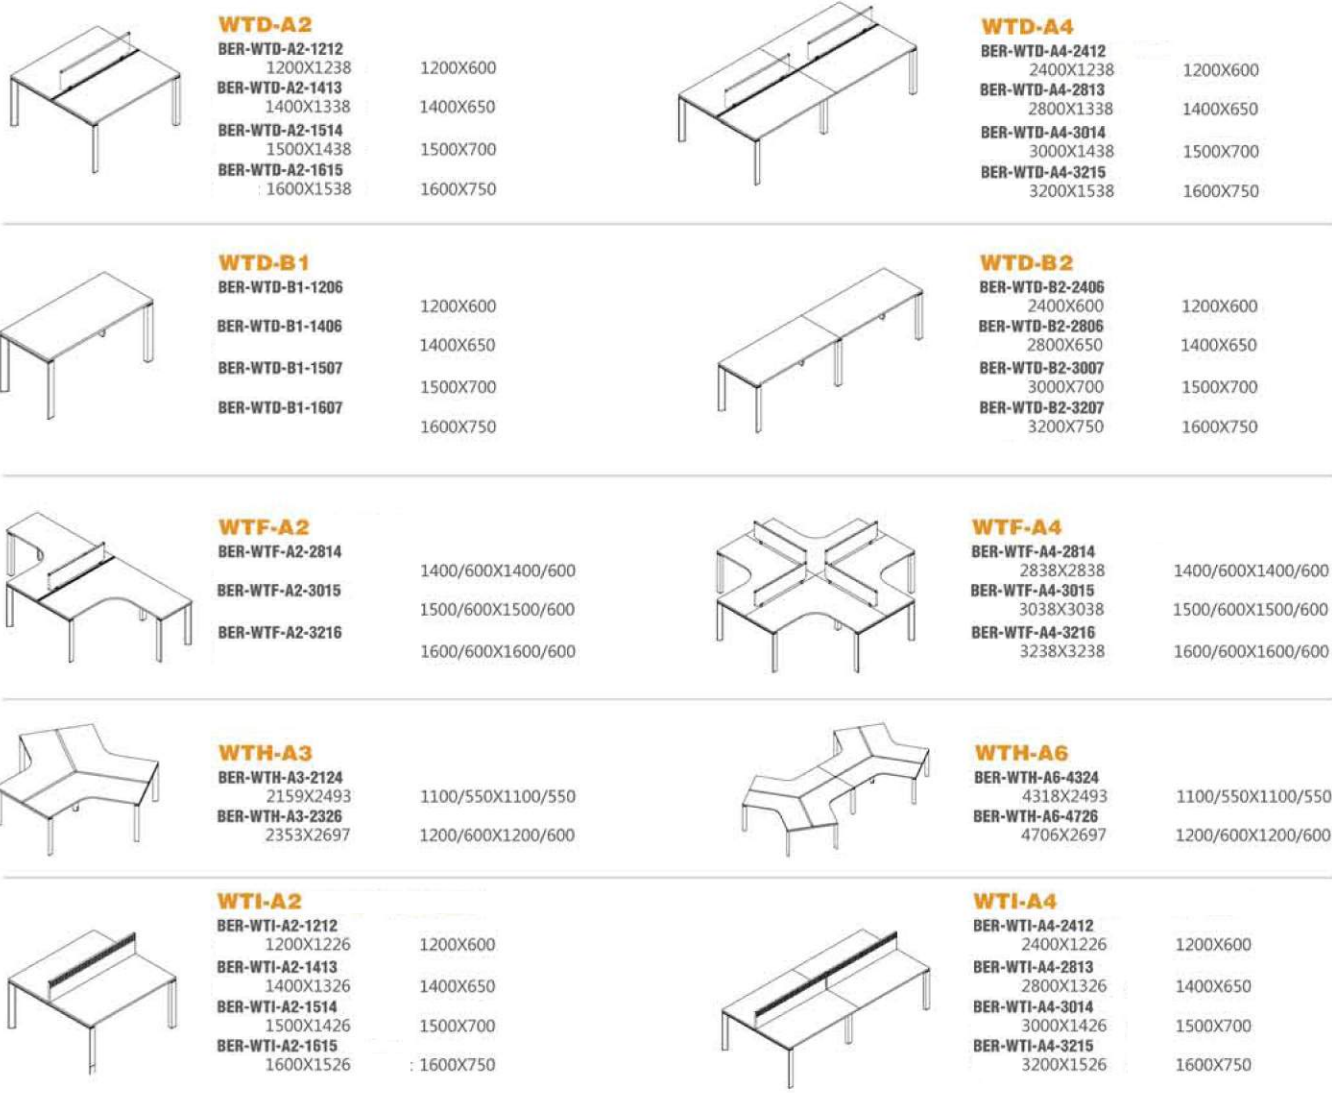 WTD-A2
BER-WTD-A2-1212
1200X1238 1200X600
BER-WTD-A2-1413
1400X1338 1400X650
BER-WTD-A2-1514
1500X1438 1500X700
BER-WTD-A2-1615
: 1600X1538 1600X750
WTD-A4
BER-WTD-A4-2412
2400X1238 1200X600
BER-WTD-A4-2813
2800X1338 1400X650
BER-WTD-A4-3014
3000X1438 1500X700
BER-WTD-A4-3215
3200X1538 1600X750
WTD-B1
BER-WTD-B1-1206
1200X600
BER-WTD-B1-1406
1400X650
BER-WTD-B1-1507
1500X700
BER-WTD-B1-1607
1600X750
WTD-B2
BER-WTD-B2-2406
2400X600 1200X600
BER-WTD-B2-2806
2800X650 1400X650
BER-WTD-B2-3007
3000X700 1500X700
BER-WTD-B2-3207
3200X750 1600X750
WTF-A2
BER-WTF-A2-2814
1400/600X1400/600
BER-WTF-A2-3015
1500/600X1500/600
BER-WTF-A2-3216
1600/600X1600/600
WTF-A4
BER-WTF-A4-2814
2838X2838 1400/600X1400/600
BER-WTF-A4-3015
3038X3038 1500/600X1500/600
BER-WTF-A4-3216
3238X3238 1600/600X1600/600
WTH-A3
BER-WTH-A3-2124
2159X2493 1100/550X1100/550
BER-WTH-A3-2326
2353X2697 1200/600X1200/600
WTH-A6
BER-WTH-A6-4324
4318X2493 1100/550X1100/550
BER-WTH-A6-4726
4706X2697 1200/600X1200/600
WTI-A2
BER-WTI-A2-1212
1200X1226 1200X600
BER-WTI-A2-1413
1400X1326 1400X650
BER-WTI-A2-1514
1500X1426 1500X700
BER-WTI-A2-1615
1600X1526 : 1600X750
WTI-A4
BER-WTI-A4-2412
2400X1226 1200X600
BER-WTI-A4-2813
2800X1326 1400X650
BER-WTI-A4-3014
3000X1426 1500X700
BER-WTI-A4-3215
3200X1526 1600X750